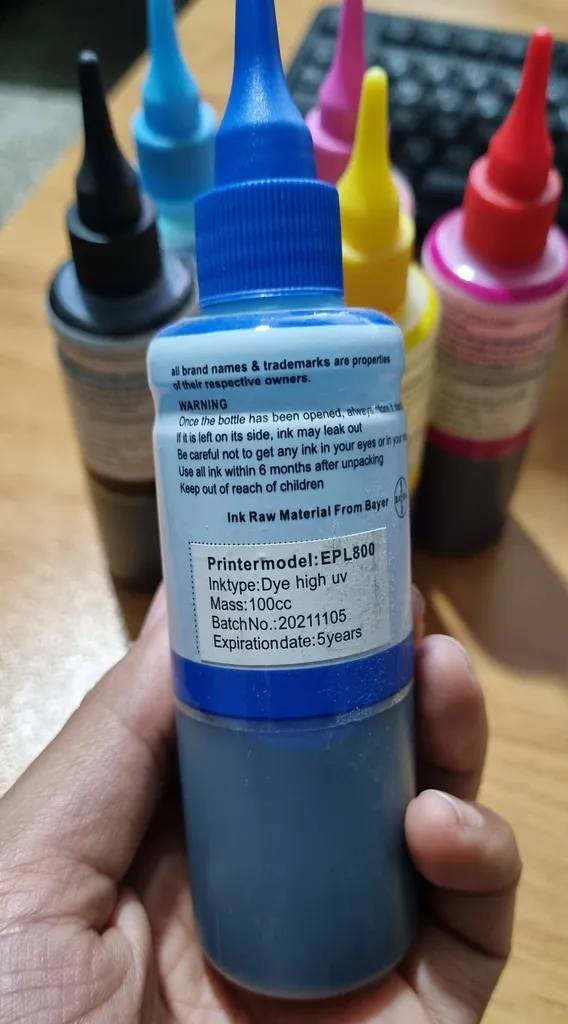 all brand names & trademarks are properties
of their respective owners.
WARNING
Once the bottle has been opened, always
If it is left on its side, ink may leak out
Be careful not to get any ink in your eyes or in your
Use all ink within 6 months after unpacking
Keep out of reach of children
Ink Raw Material From Bayer
Printermodel:EPL800
Inktype:Dye high uv
Mass:100cc
BatchNo.:20211105
Expirationdate:5years